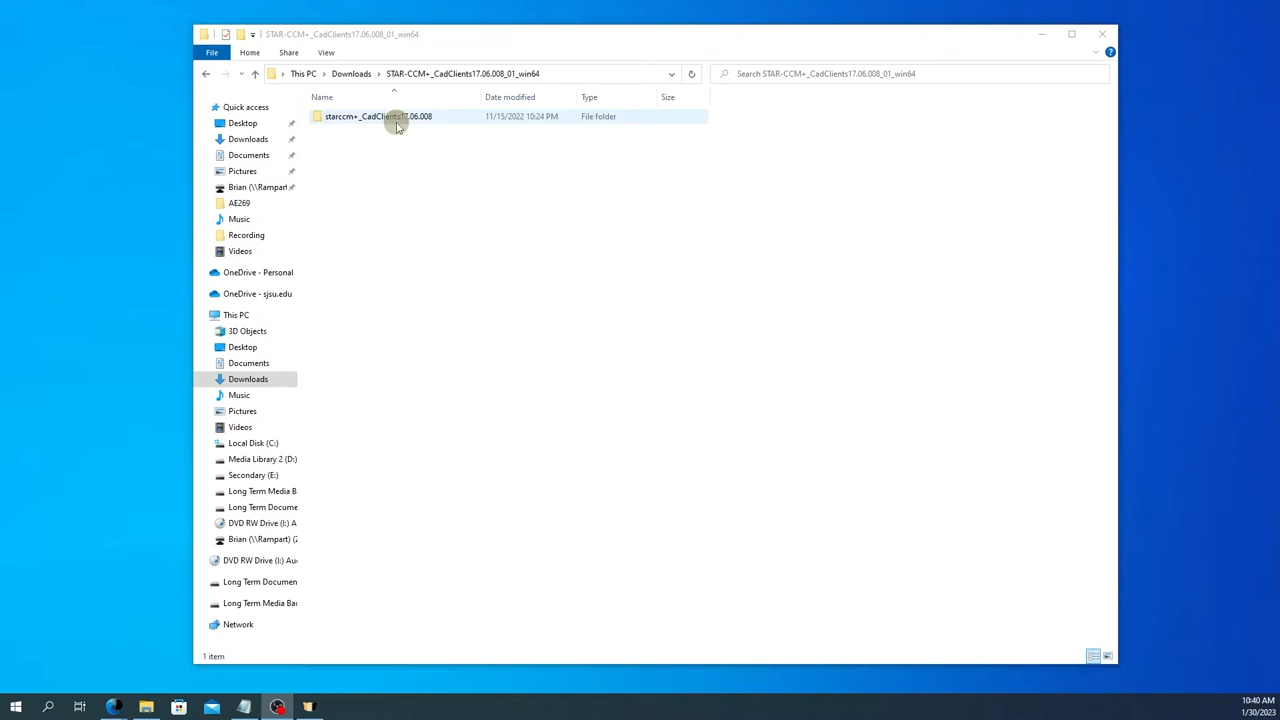 STAR-CCM+_CadClients17.06.008_01_win64
File Home Share View
This PC Downloads STAR-CCM+_CadClients17.06.008_01_win64 Search STAR-CCM+_CadClients17.06.008_01_win64
Name Date modified Type Size
starccm+_CadClients17.06.008 11/15/2022 10:24 PM File folder
Quick access
Desktop
Downloads
Documents
Pictures
Brian (\\Rampart
AE269
Music
Recording
Videos
OneDrive - Personal
OneDrive - sjsu.edu
This PC
3D Objects
Desktop
Documents
Downloads
Music
Pictures
Videos
Local Disk (C:)
Media Library 2 (D:)
Secondary (E:)
Long Term Media B
Long Term Docume
DVD RW Drive (I:) A
Brian (\\Rampart) (Z
DVD RW Drive (I:) Au
Long Term Documen
Long Term Media Bac
Network
1 item
10:40 AM
1/30/2023